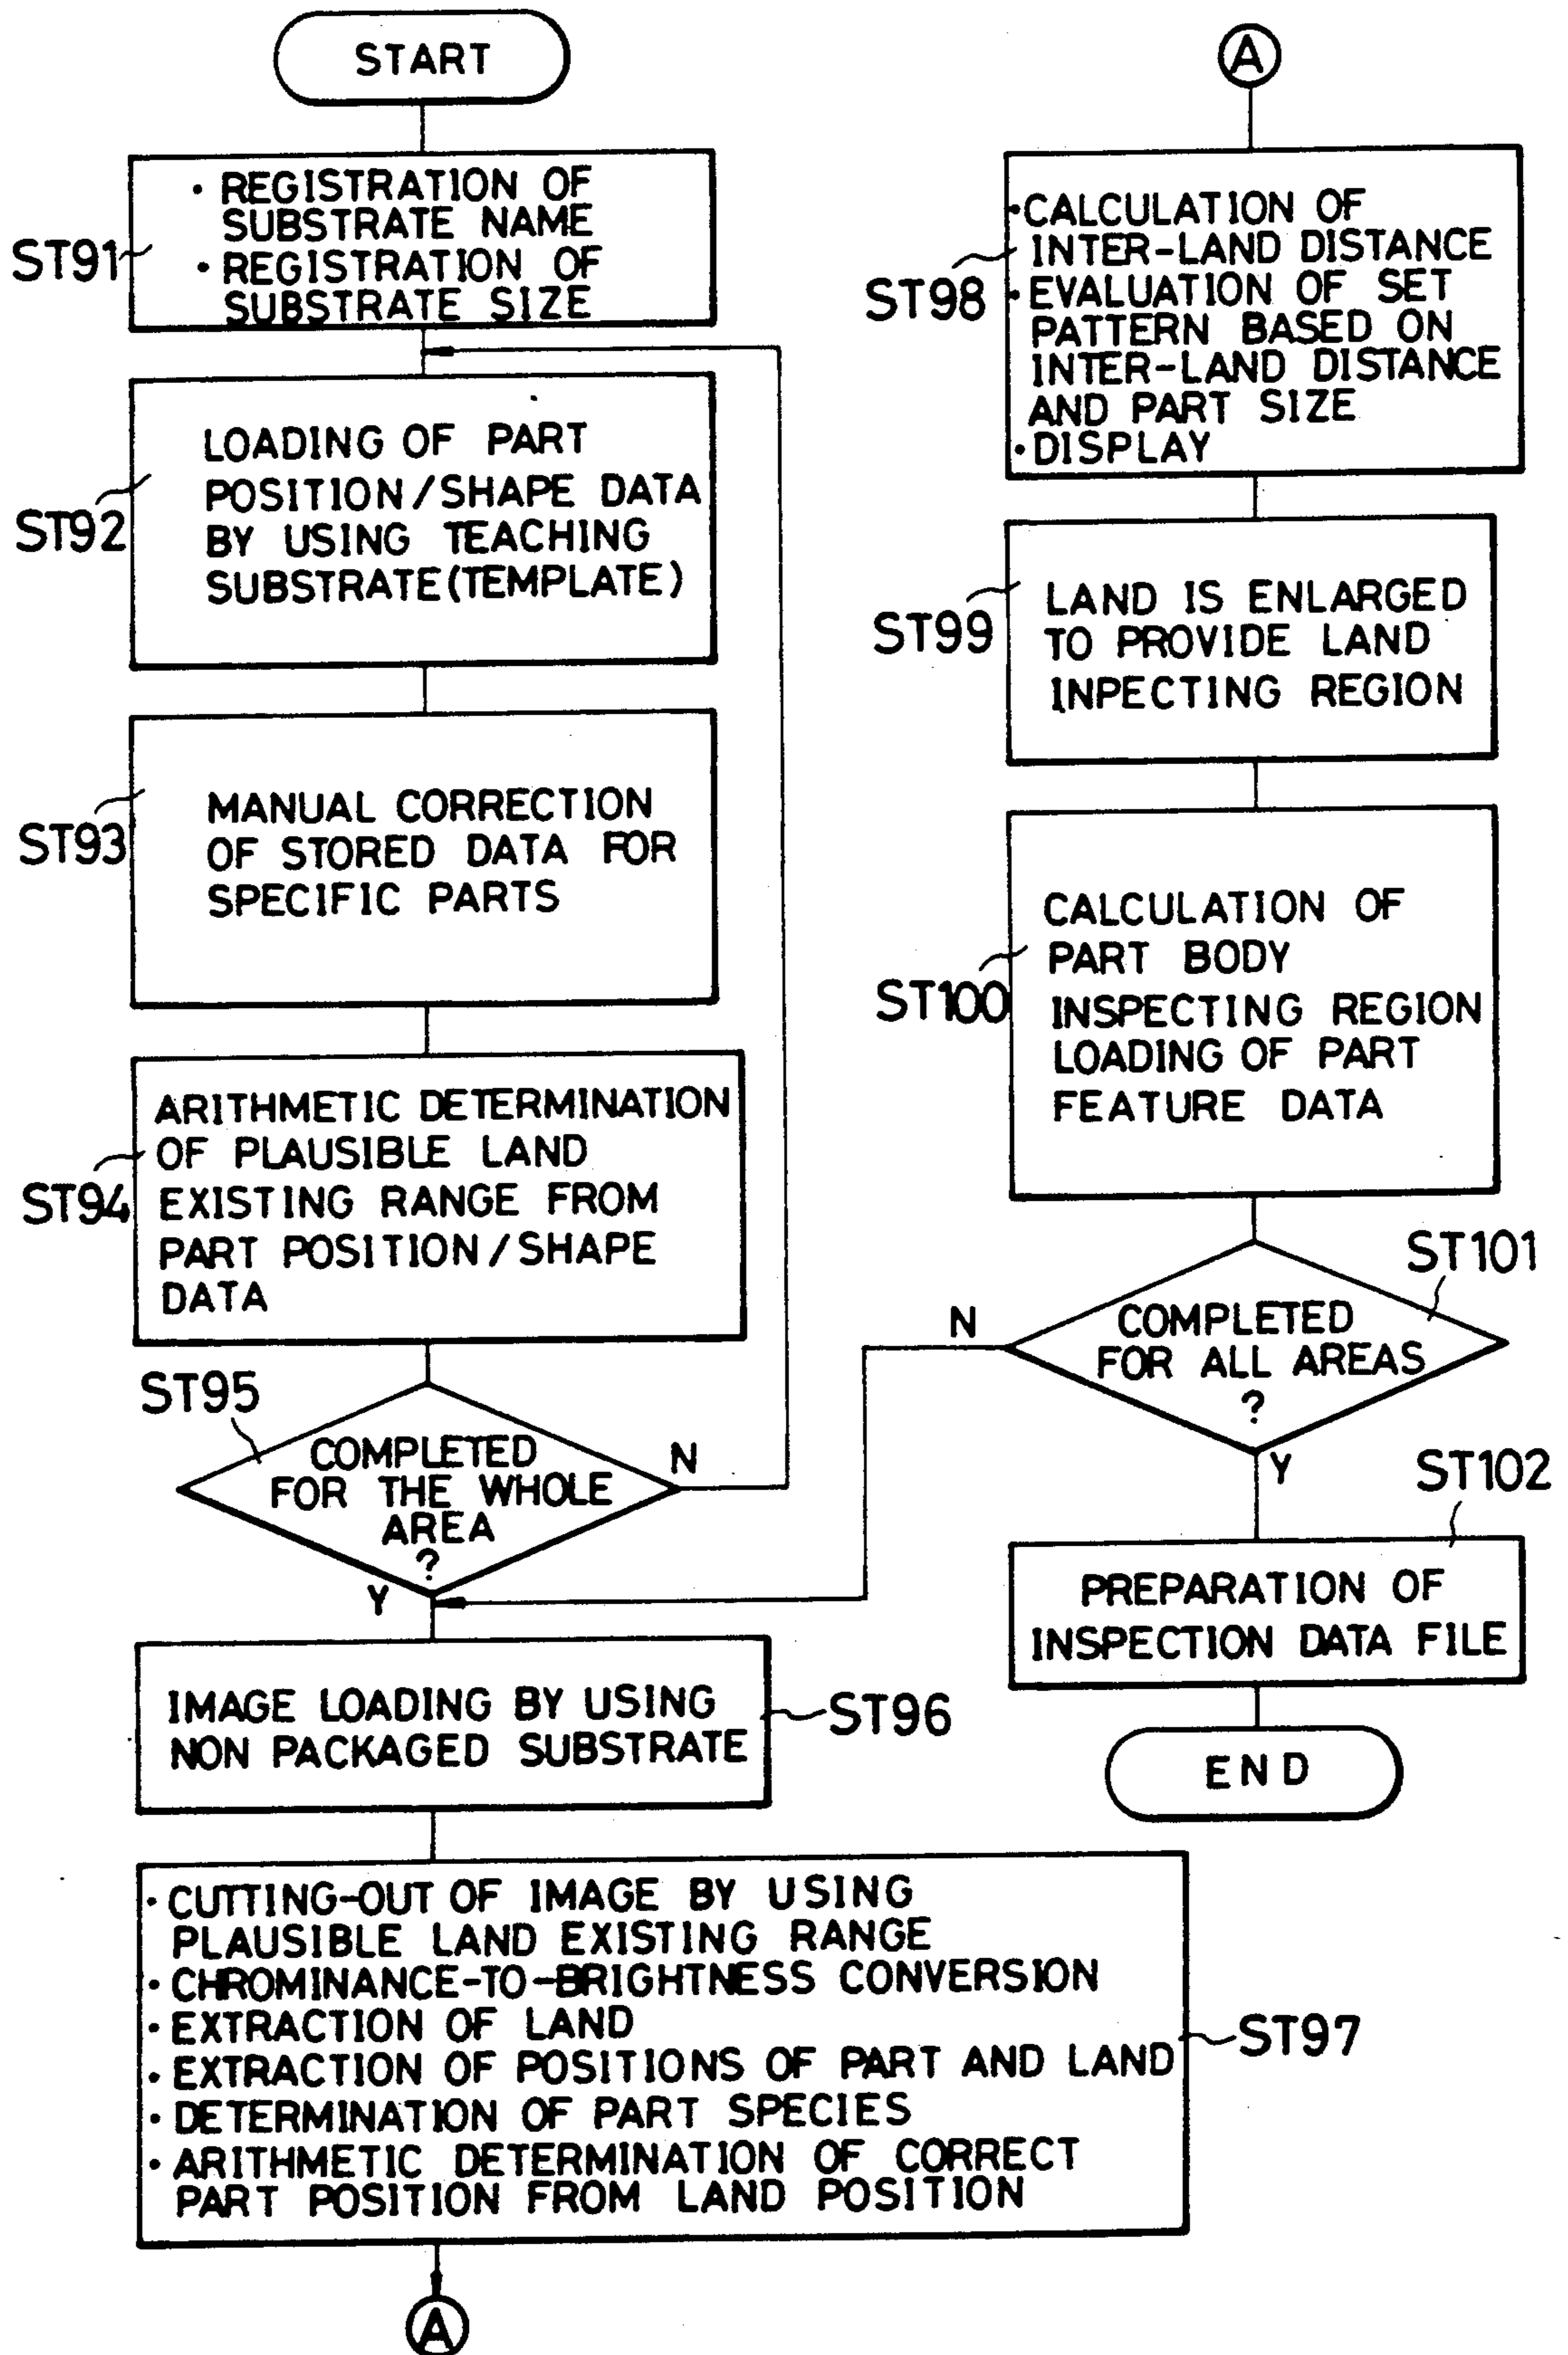 START
ST91
• REGISTRATION OF
SUBSTRATE NAME
• REGISTRATION OF
SUBSTRATE SIZE
ST92
LOADING OF PART
POSITION/SHAPE DATA
BY USING TEACHING
SUBSTRATE(TEMPLATE)
ST93
MANUAL CORRECTION
OF STORED DATA FOR
SPECIFIC PARTS
ST94
ARITHMETIC DETERMINATION
OF PLAUSIBLE LAND
EXISTING RANGE FROM
PART POSITION/SHAPE
DATA
ST95
COMPLETED
FOR THE WHOLE
AREA
?
N
Y
IMAGE LOADING BY USING
NON PACKAGED SUBSTRATE
ST96
• CUTTING-OUT OF IMAGE BY USING
PLAUSIBLE LAND EXISTING RANGE
• CHROMINANCE-TO-BRIGHTNESS CONVERSION
• EXTRACTION OF LAND
• EXTRACTION OF POSITIONS OF PART AND LAND
• DETERMINATION OF PART SPECIES
• ARITHMETIC DETERMINATION OF CORRECT
PART POSITION FROM LAND POSITION
ST97
A
A
ST98
• CALCULATION OF
INTER-LAND DISTANCE
• EVALUATION OF SET
PATTERN BASED ON
INTER-LAND DISTANCE
AND PART SIZE
• DISPLAY
ST99
LAND IS ENLARGED
TO PROVIDE LAND
INPECTING REGION
ST100
CALCULATION OF
PART BODY
INSPECTING REGION
LOADING OF PART
FEATURE DATA
ST101
COMPLETED
FOR ALL AREAS
?
N
Y
ST102
PREPARATION OF
INSPECTION DATA FILE
END